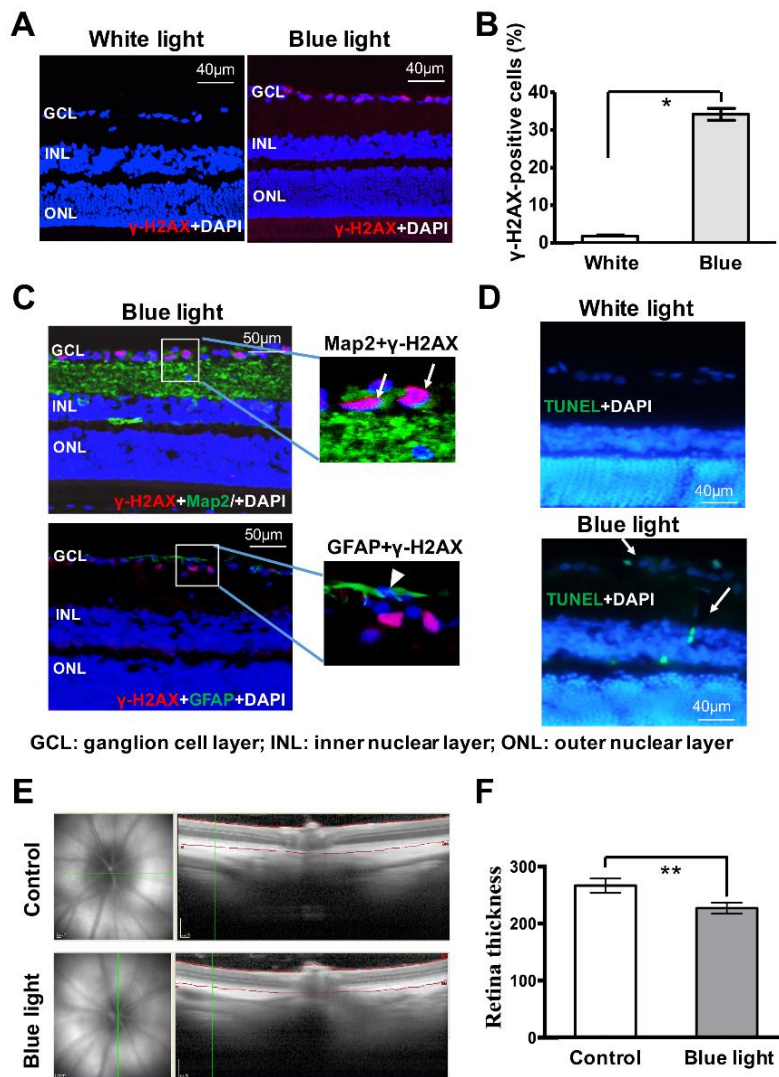 A
White light
Blue light
40µm
40µm
GCL
INL
ONL
γ-H2AX+DAPI
GCL
INL
ONL
γ-H2AX+DAPI
B
γ-H2AX-positive cells (%)
40
30
20
10
0
*
White
Blue
C
Blue light
50µm
GCL
INL
ONL
γ-H2AX+Map2/+DAPI
Map2+γ-H2AX
50µm
GCL
INL
ONL
γ-H2AX+GFAP+DAPI
GFAP+γ-H2AX
D
White light
TUNEL+DAPI
40µm
Blue light
TUNEL+DAPI
40µm
GCL: ganglion cell layer; INL: inner nuclear layer; ONL: outer nuclear layer
E
Control
Blue light
F
Retina thickness
300
200
100
0
**
Control
Blue light